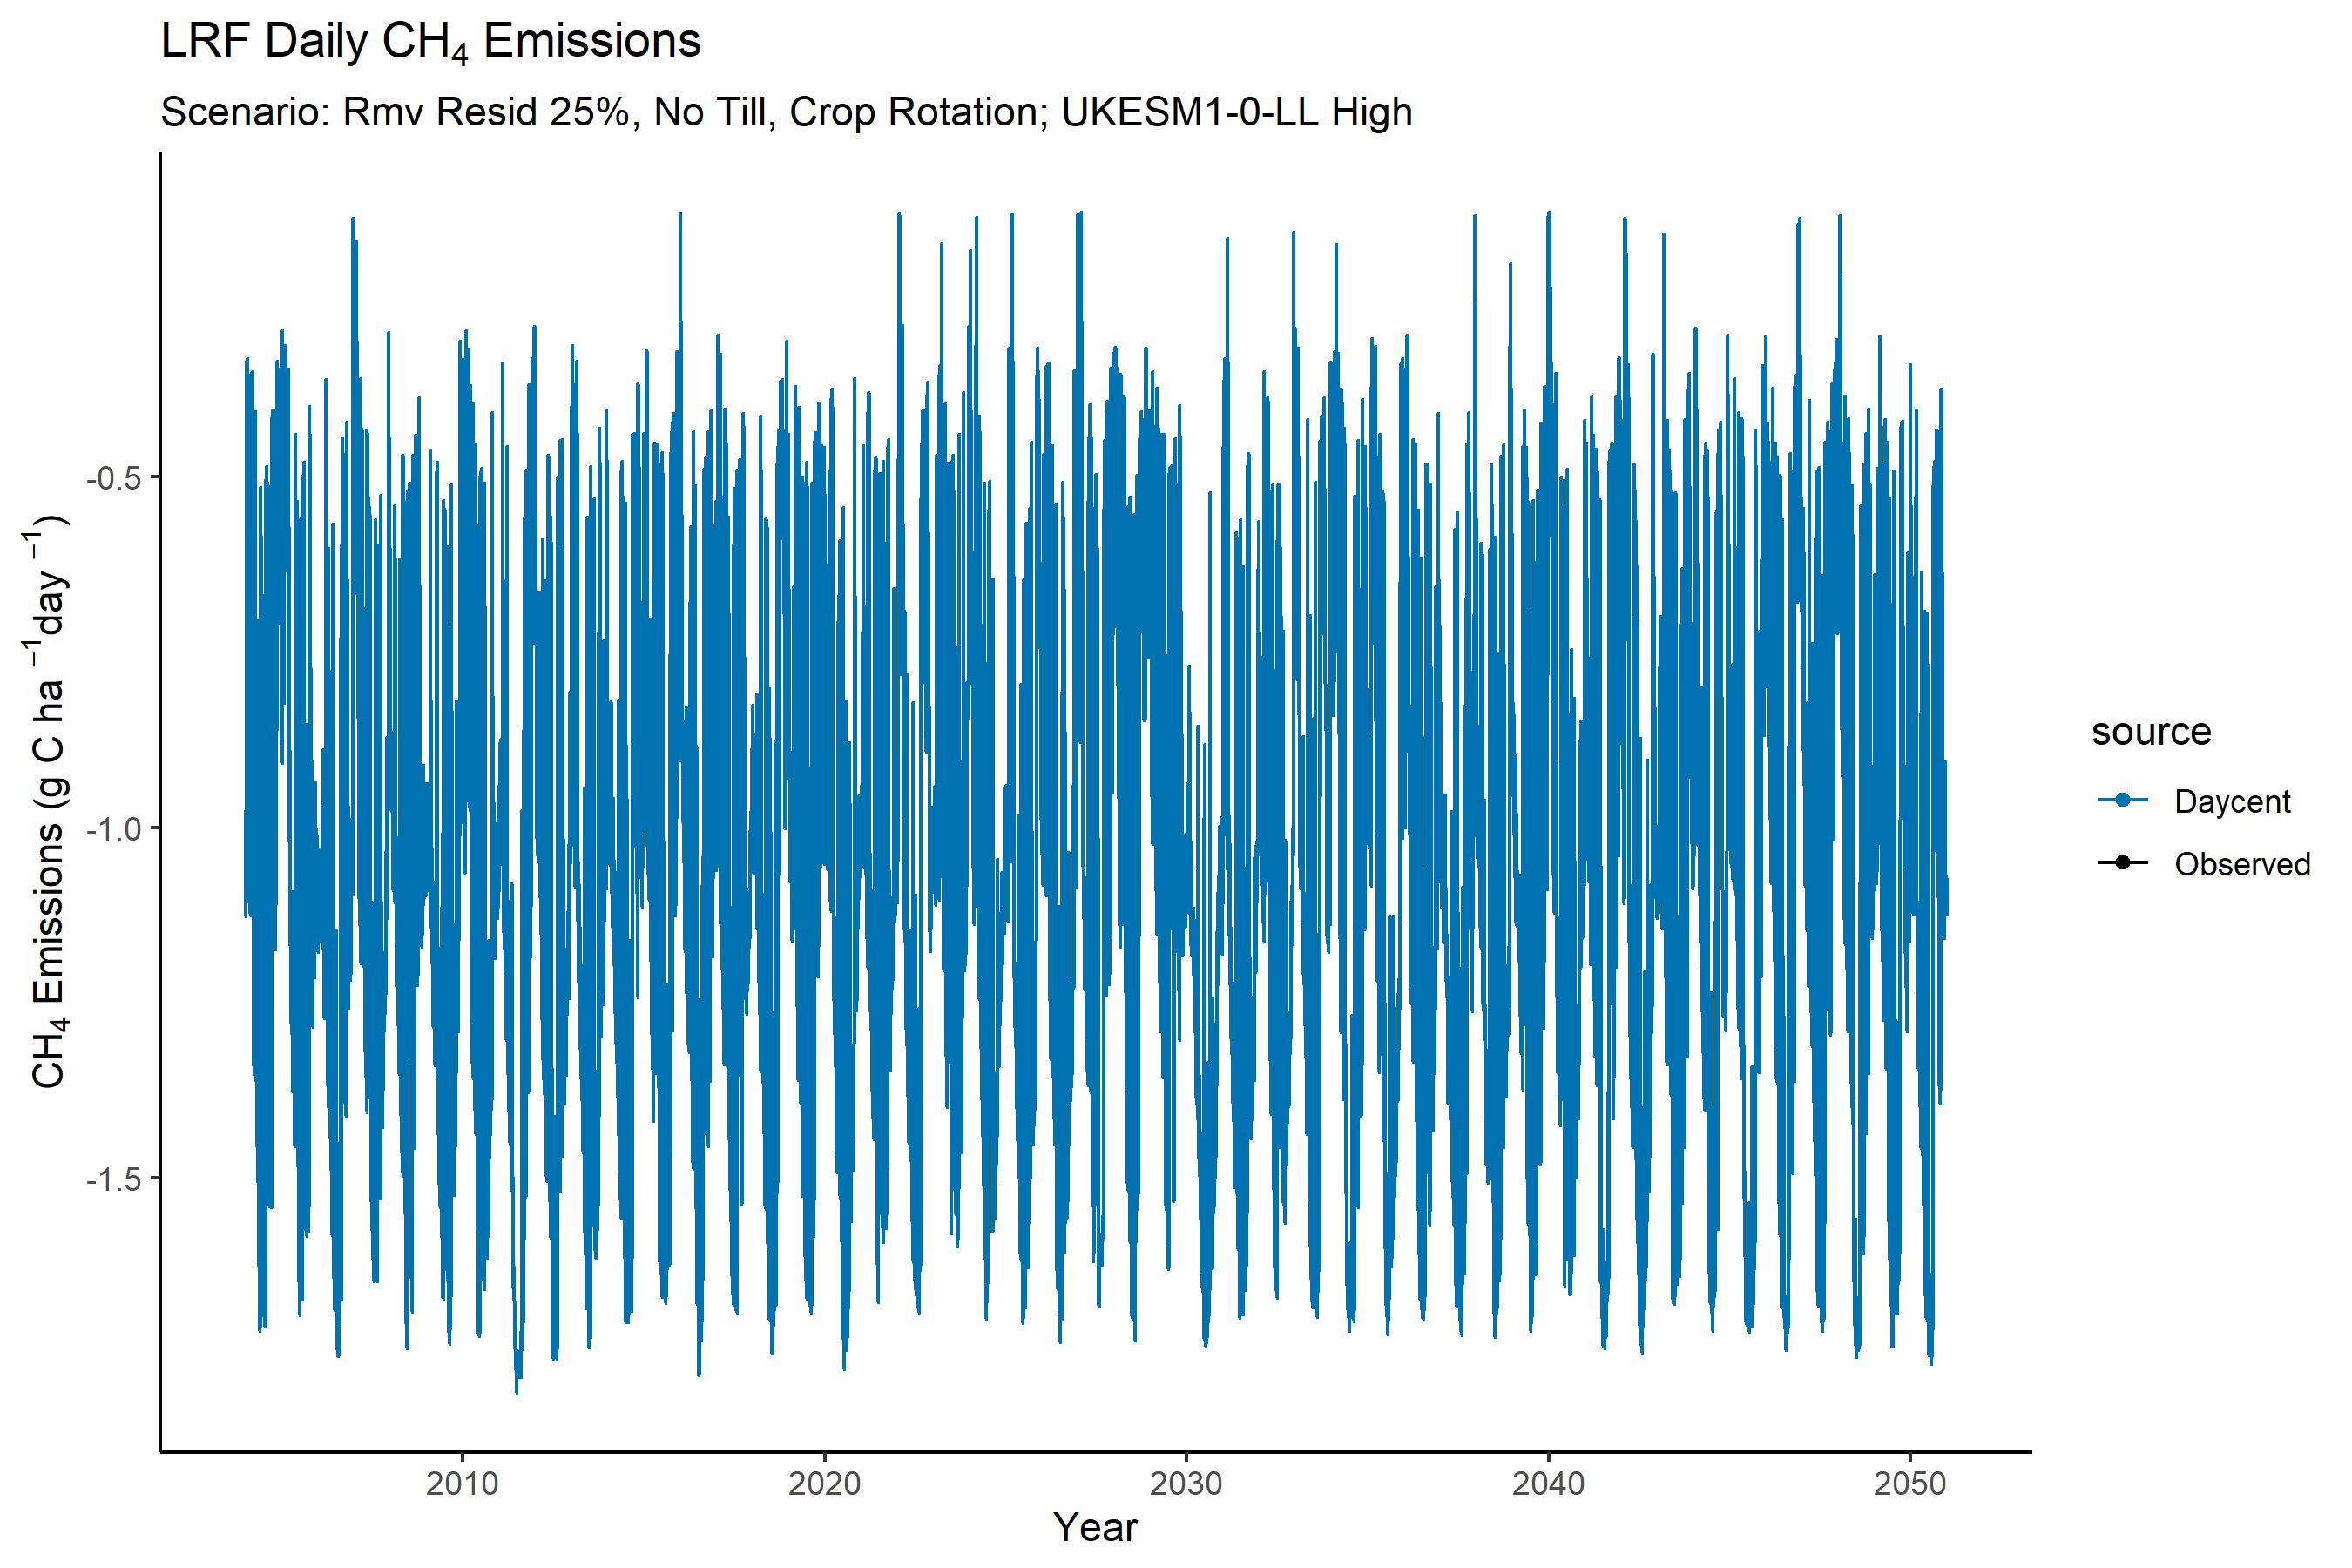 LRF Daily CH₄ Emissions
Scenario: Rmv Resid 25%, No Till, Crop Rotation; UKESM1-0-LL High
CH₄ Emissions (g C ha ⁻¹day ⁻¹)
-0.5
-1.0
-1.5
2010 2020 2030 2040 2050
Year
source
Daycent
Observed